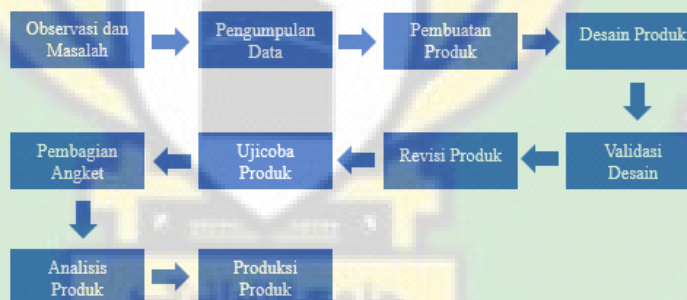 Observasi dan
Masalah
Pengumpulan
Data
Pembuatan
Produk
Desain Produk
Validasi
Desain
Revisi Produk
Ujicoba
Produk
Pembagian
Angket
Analisis
Produk
Produksi
Produk